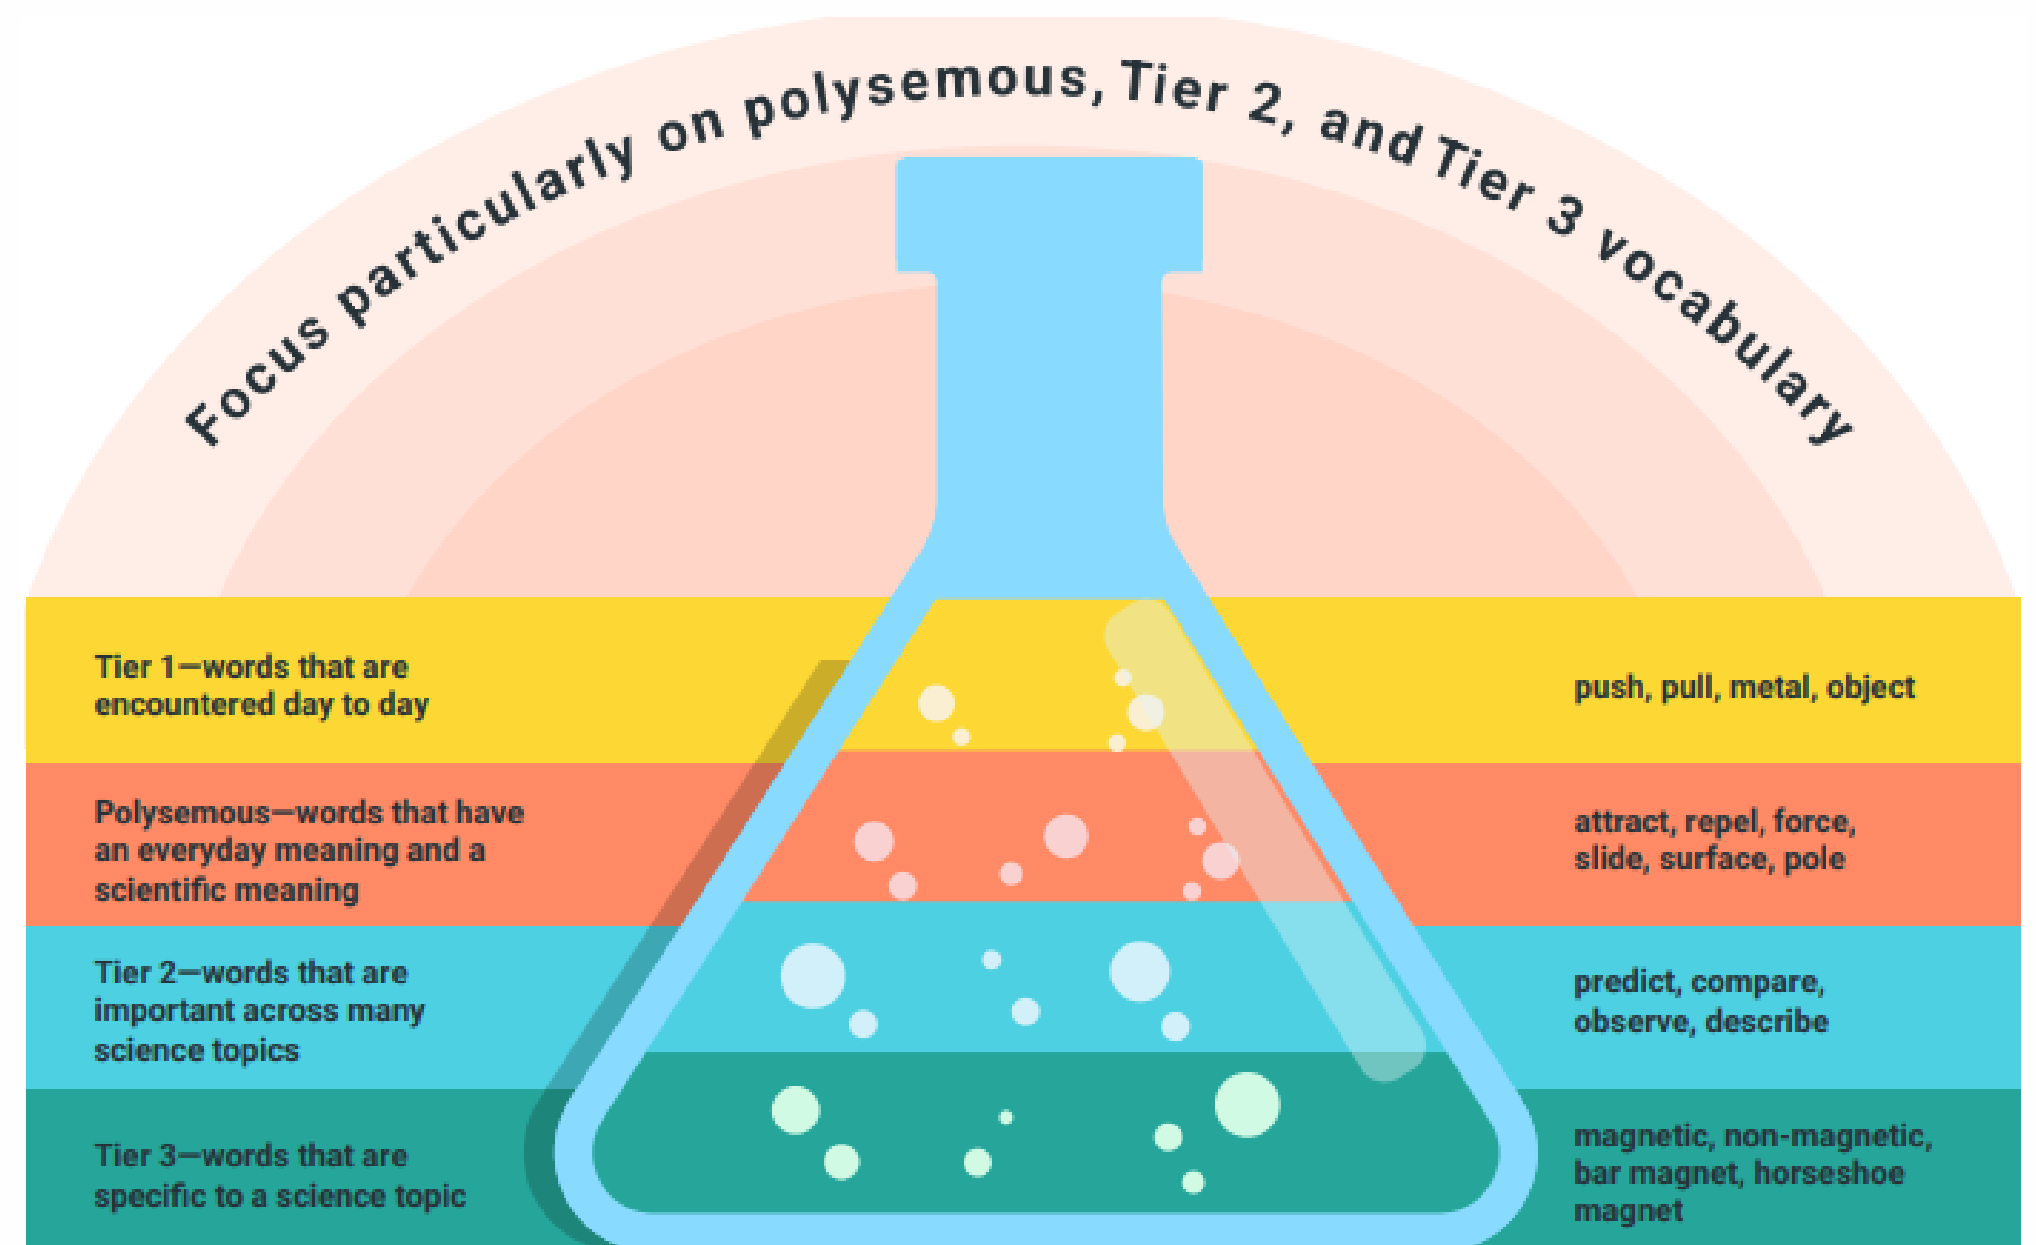 Focus particularly on polysemous, Tier 2, and Tier 3 vocabulary
Tier 1—words that are
encountered day to day
push, pull, metal, object
Polysemous—words that have
an everyday meaning and a
scientific meaning
attract, repel, force,
slide, surface, pole
Tier 2—words that are
important across many
science topics
predict, compare,
observe, describe
Tier 3—words that are
specific to a science topic
magnetic, non-magnetic,
bar magnet, horseshoe
magnet